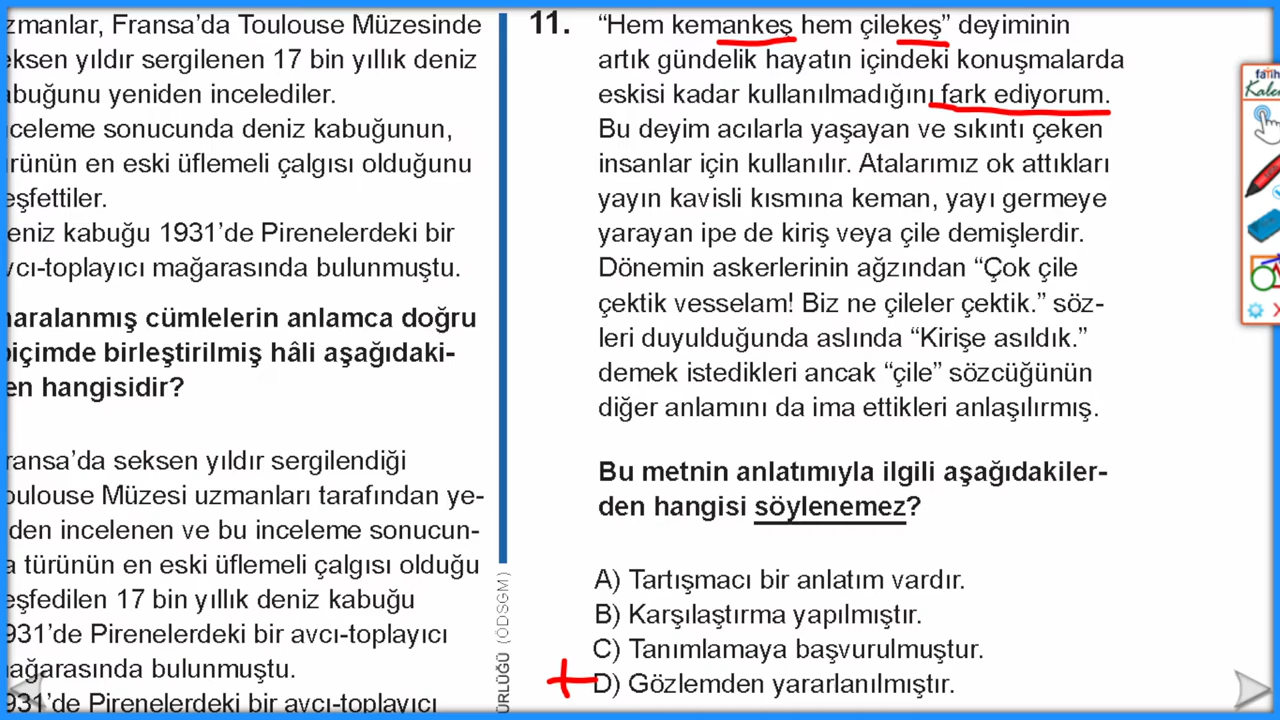 zmanlar, Fransa’da Toulouse Müzesinde
eksen yıldır sergilenen 17 bin yıllık deniz
abuğunu yeniden incelediler.
celeme sonucunda deniz kabuğunun,
ürünün en eski üflemeli çalgısı olduğunu
eşfettiler.
eniz kabuğu 1931’de Pirenelerdeki bir
vcı-toplayıcı mağarasında bulunmuştu.
aralanmış cümlelerin anlamca doğru
içimde birleştirilmiş hâli aşağıdaki-
en hangisidir?
ransa’da seksen yıldır sergilendiği
oulouse Müzesi uzmanları tarafından ye-
den incelenen ve bu inceleme sonucun-
a türünün en eski üflemeli çalgısı olduğu
eşfedilen 17 bin yıllık deniz kabuğu
931’de Pirenelerdeki bir avcı-toplayıcı
ağarasında bulunmuştu.
931’de Pirenelerdeki bir avcı-toplayıcı
ÜRLÜĞÜ (ÖDSGM)
11. “Hem kemankeş hem çilekeş” deyiminin
artık gündelik hayatın içindeki konuşmalarda
eskisi kadar kullanılmadığını fark ediyorum.
Bu deyim acılarla yaşayan ve sıkıntı çeken
insanlar için kullanılır. Atalarımız ok attıkları
yayın kavisli kısmına keman, yayı germeye
yarayan ipe de kiriş veya çile demişlerdir.
Dönemin askerlerinin ağzından “Çok çile
çektik vesselam! Biz ne çileler çektik.” söz-
leri duyulduğunda aslında “Kirişe asıldık.”
demek istedikleri ancak “çile” sözcüğünün
diğer anlamını da ima ettikleri anlaşılırmış.
Bu metnin anlatımıyla ilgili aşağıdakiler-
den hangisi söylenemez?
A) Tartışmacı bir anlatım vardır.
B) Karşılaştırma yapılmıştır.
C) Tanımlamaya başvurulmuştur.
D) Gözlemden yararlanılmıştır.
fatih
Kalem